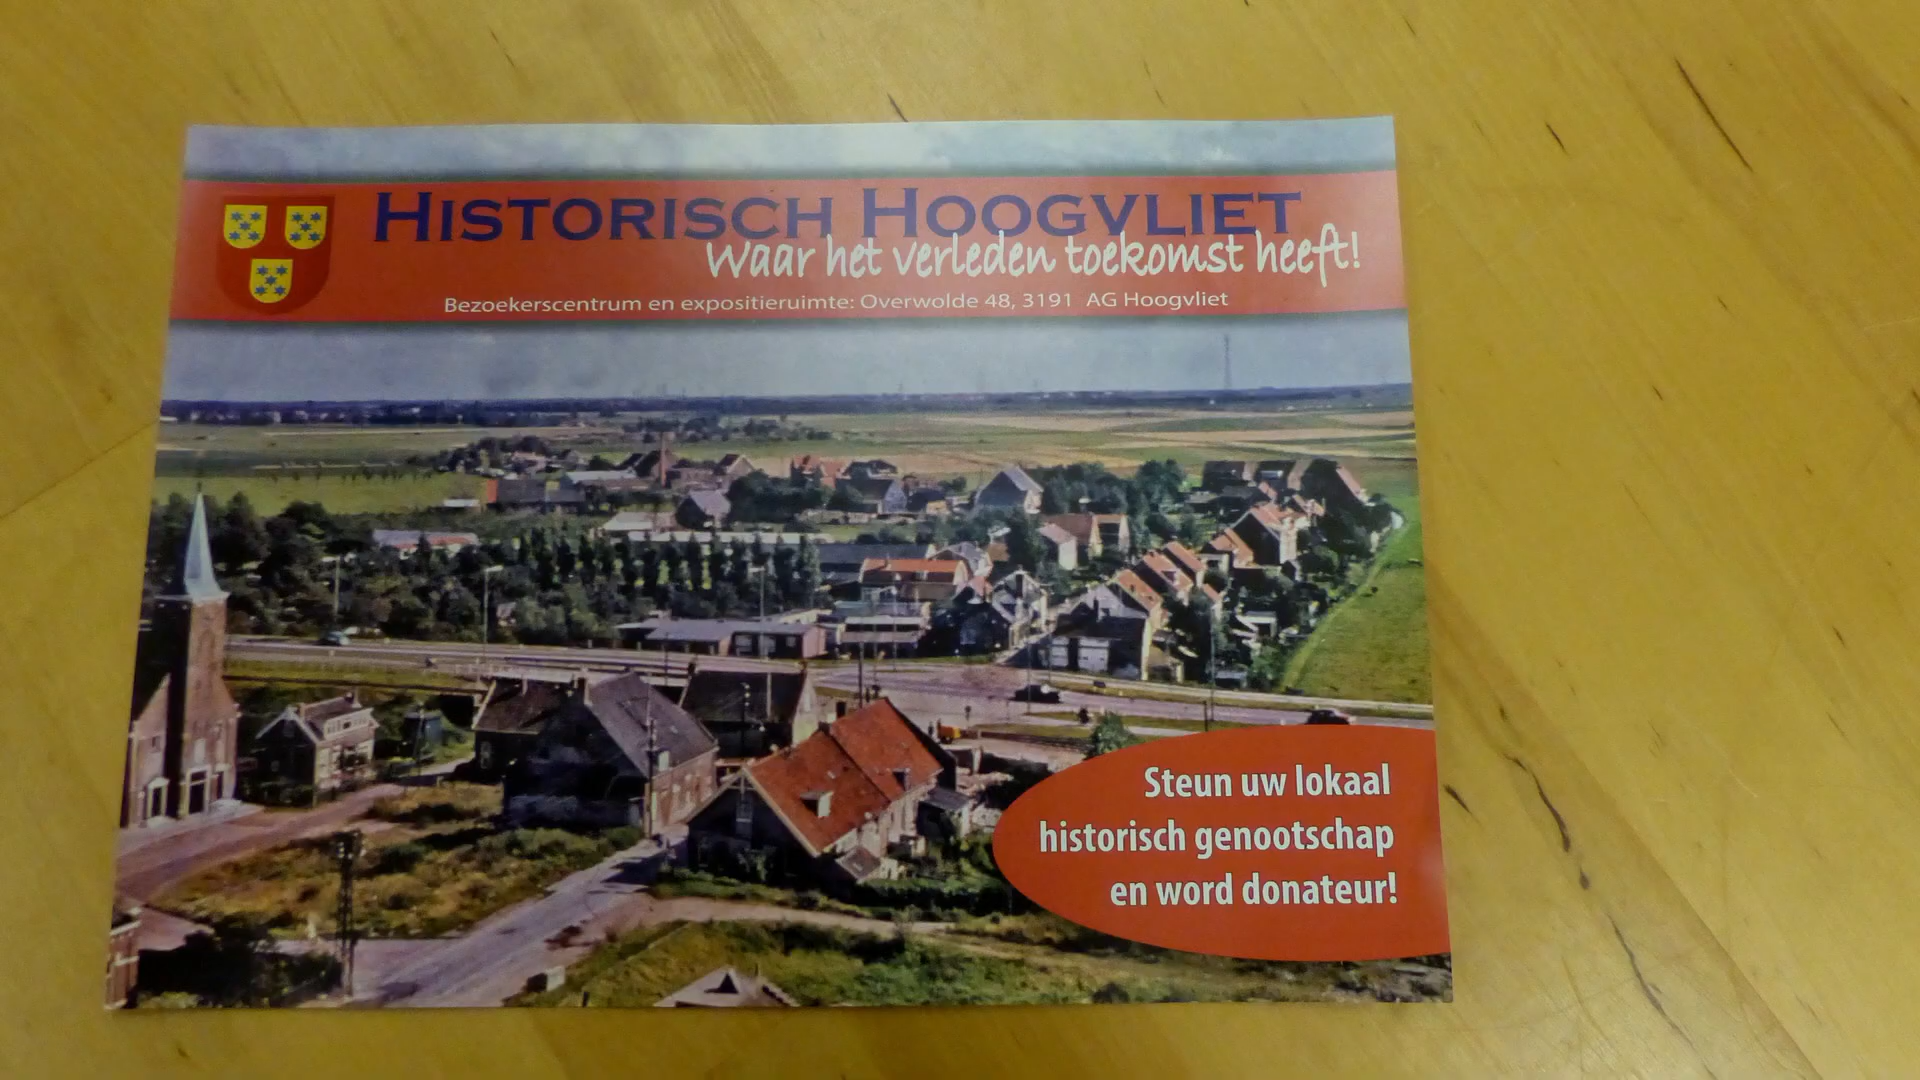 Historisch Hoogvliet
Waar het verleden toekomst heeft!
Bezoekerscentrum en expositieruimte: Overwolde 48, 3191 AG Hoogvliet
Steun uw lokaal
historisch genootschap
en word donateur!